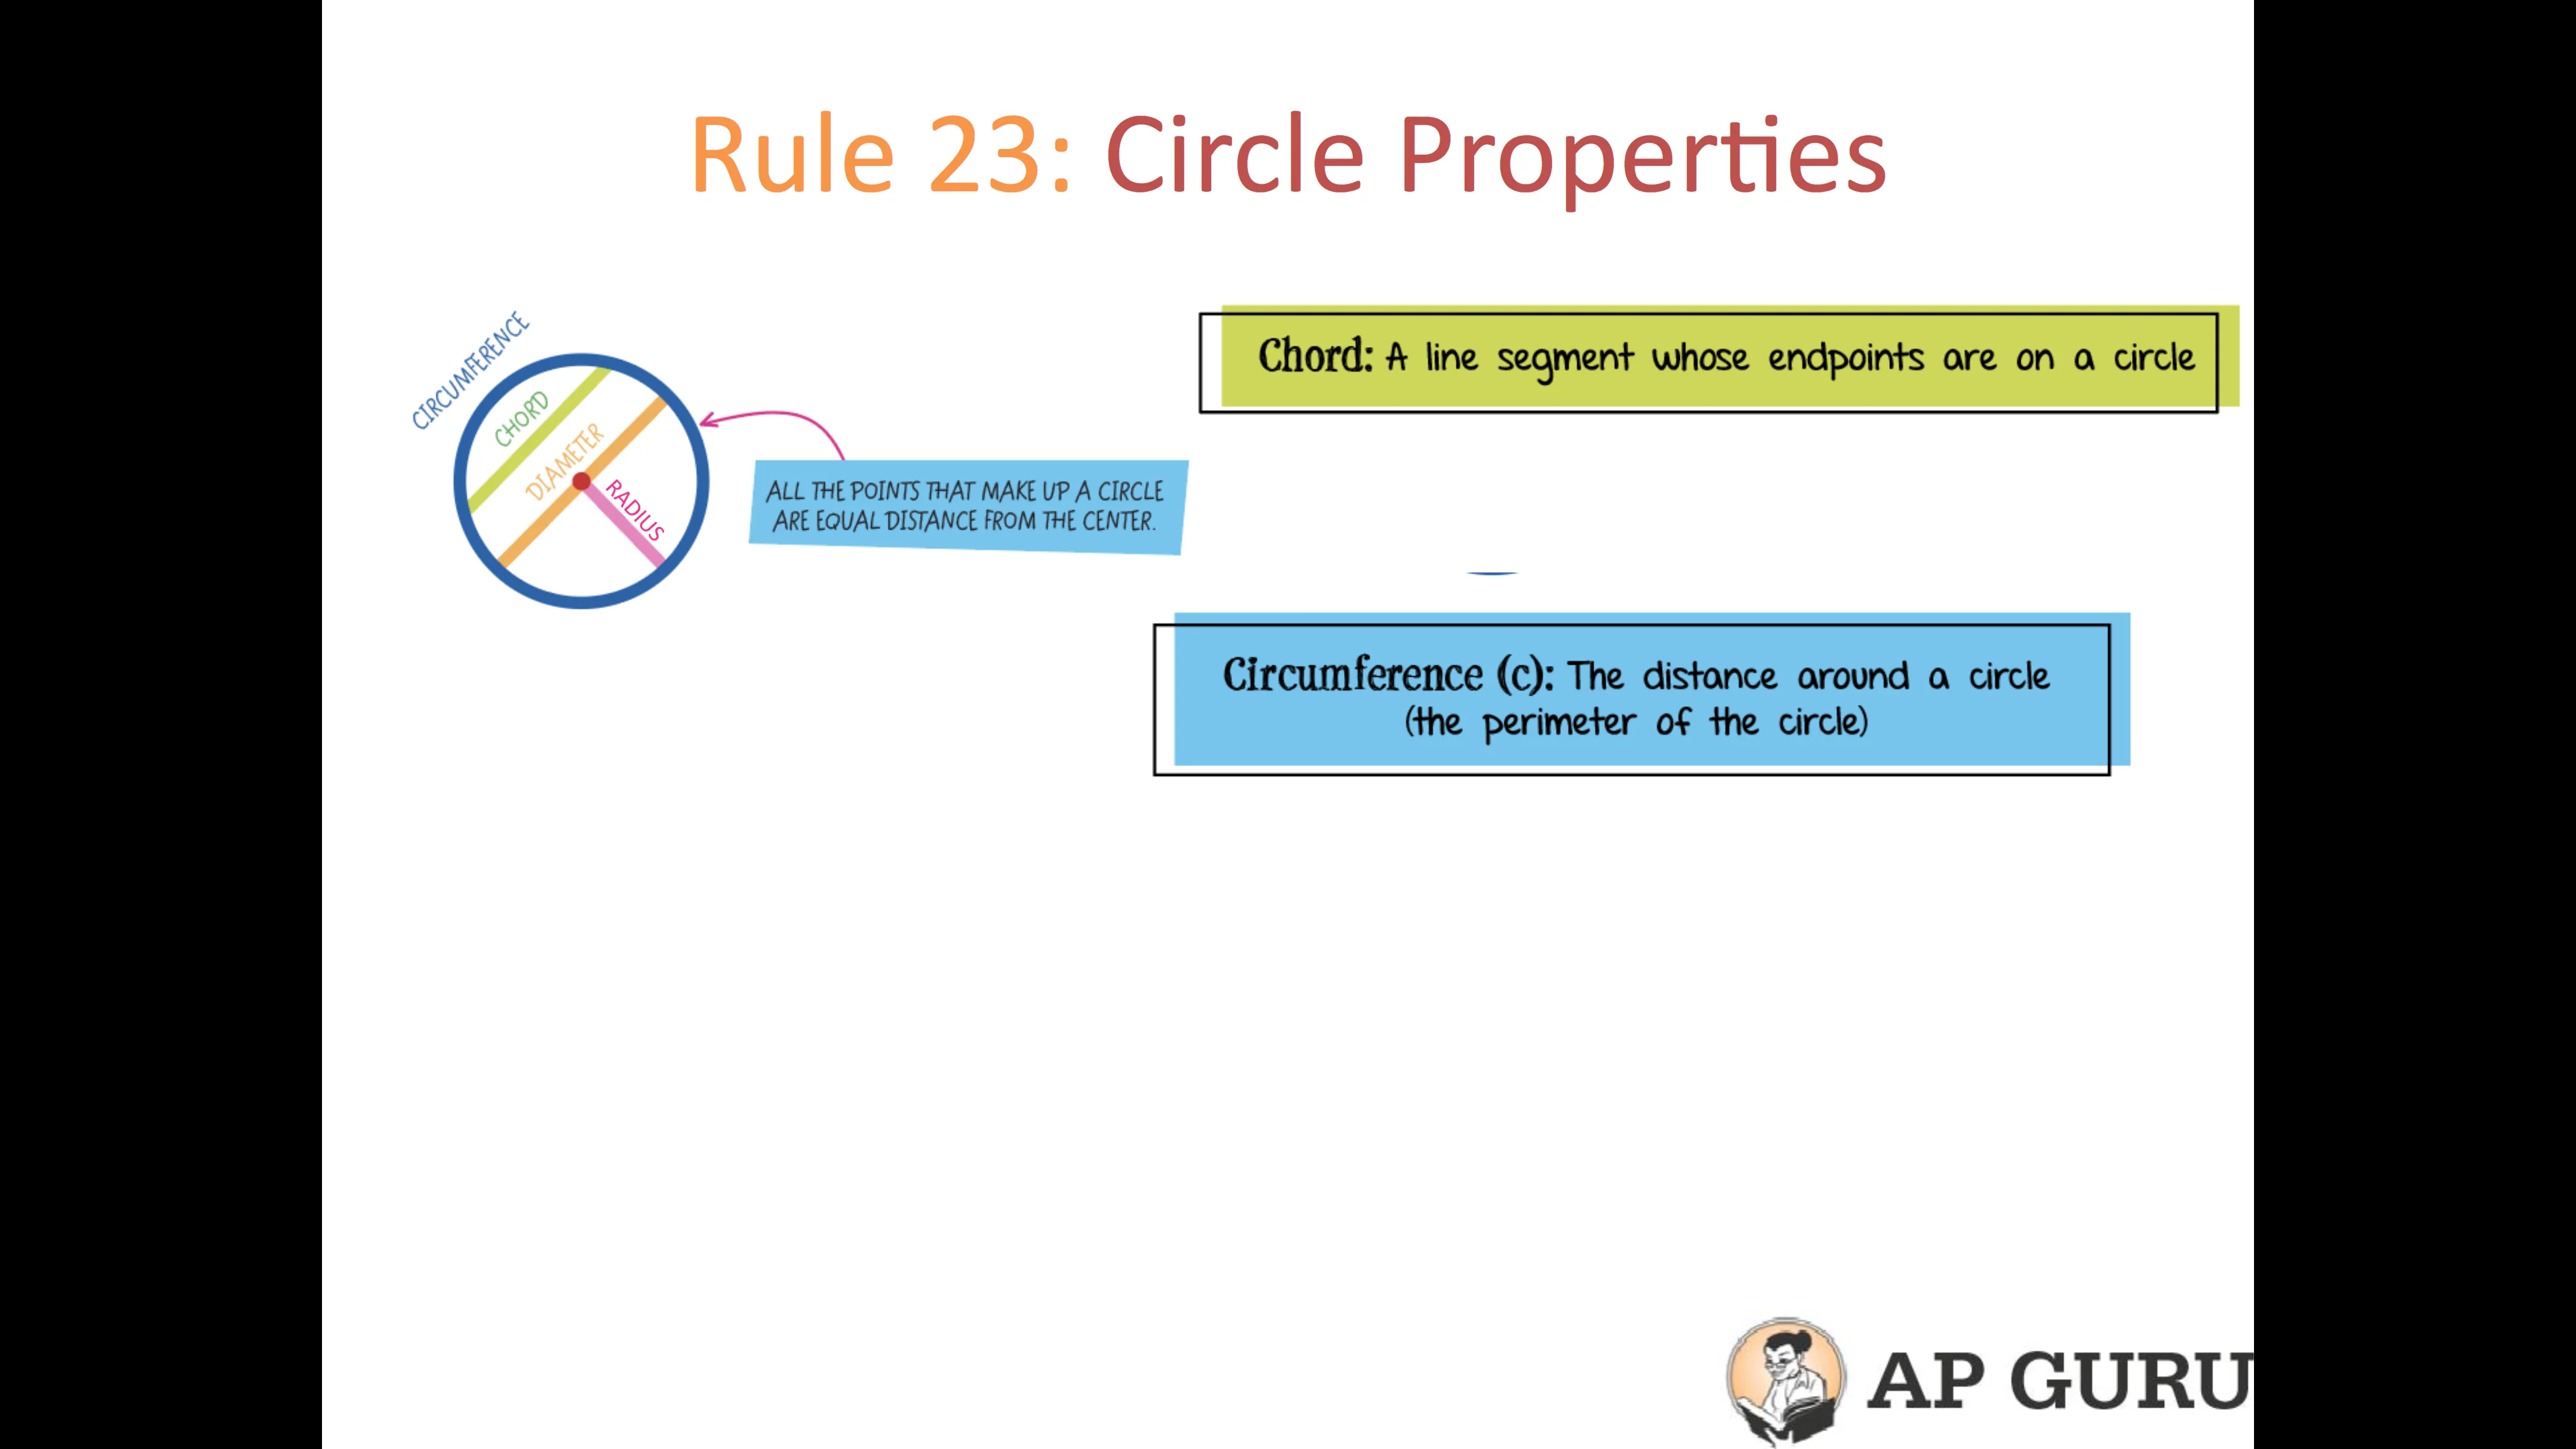 Rule 23: Circle Properties
CIRCUMFERENCE
CHORD
DIAMETER
RADIUS
ALL THE POINTS THAT MAKE UP A CIRCLE
ARE EQUAL DISTANCE FROM THE CENTER.
Chord: A line segment whose endpoints are on a circle
Circumference (c): The distance around a circle
(the perimeter of the circle)
AP GURU